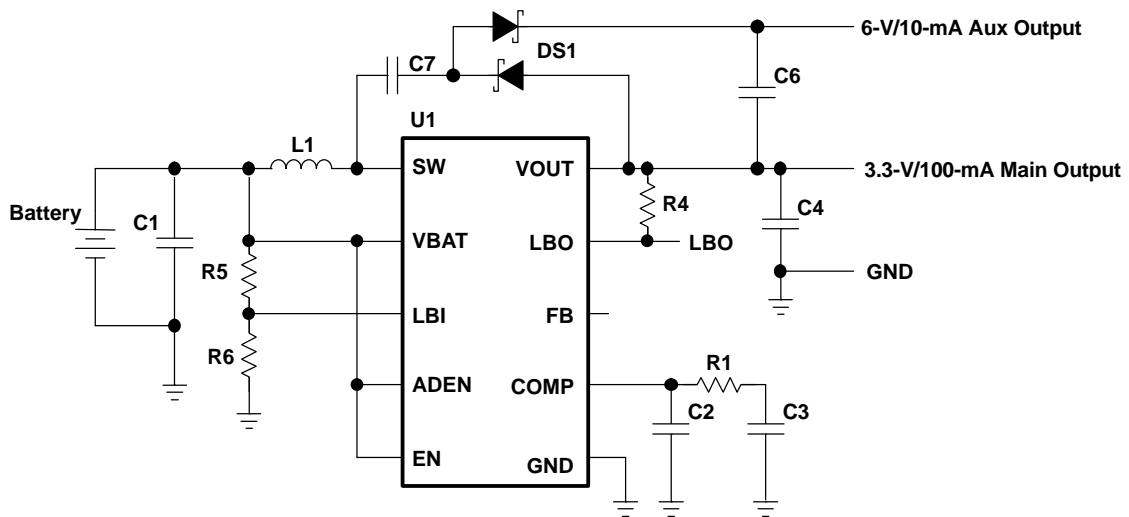 6-V/10-mA Aux Output
DS1
C7
C6
U1
L1
SW
VOUT
3.3-V/100-mA Main Output
Battery
C1
R4
C4
VBAT
LBO
LBO
R5
GND
LBI
FB
R6
R1
ADEN
COMP
C2
C3
EN
GND